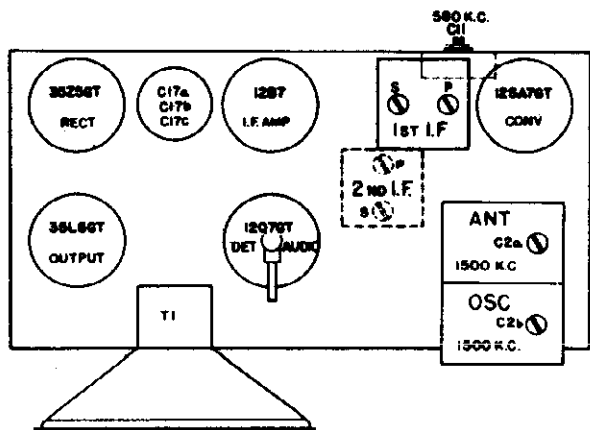 580 K.C.
C11
35Z5GT
RECT
C17a
C17b
C17c
12B7
I.F. AMP
S
P
1ST I.F
12SA7GT
CONV
P
2ND I.F.
S
35L6GT
OUTPUT
12Q7GT
DET AUDIO
ANT
C2a
1500 K.C
OSC
C2b
1500 K.C.
T1